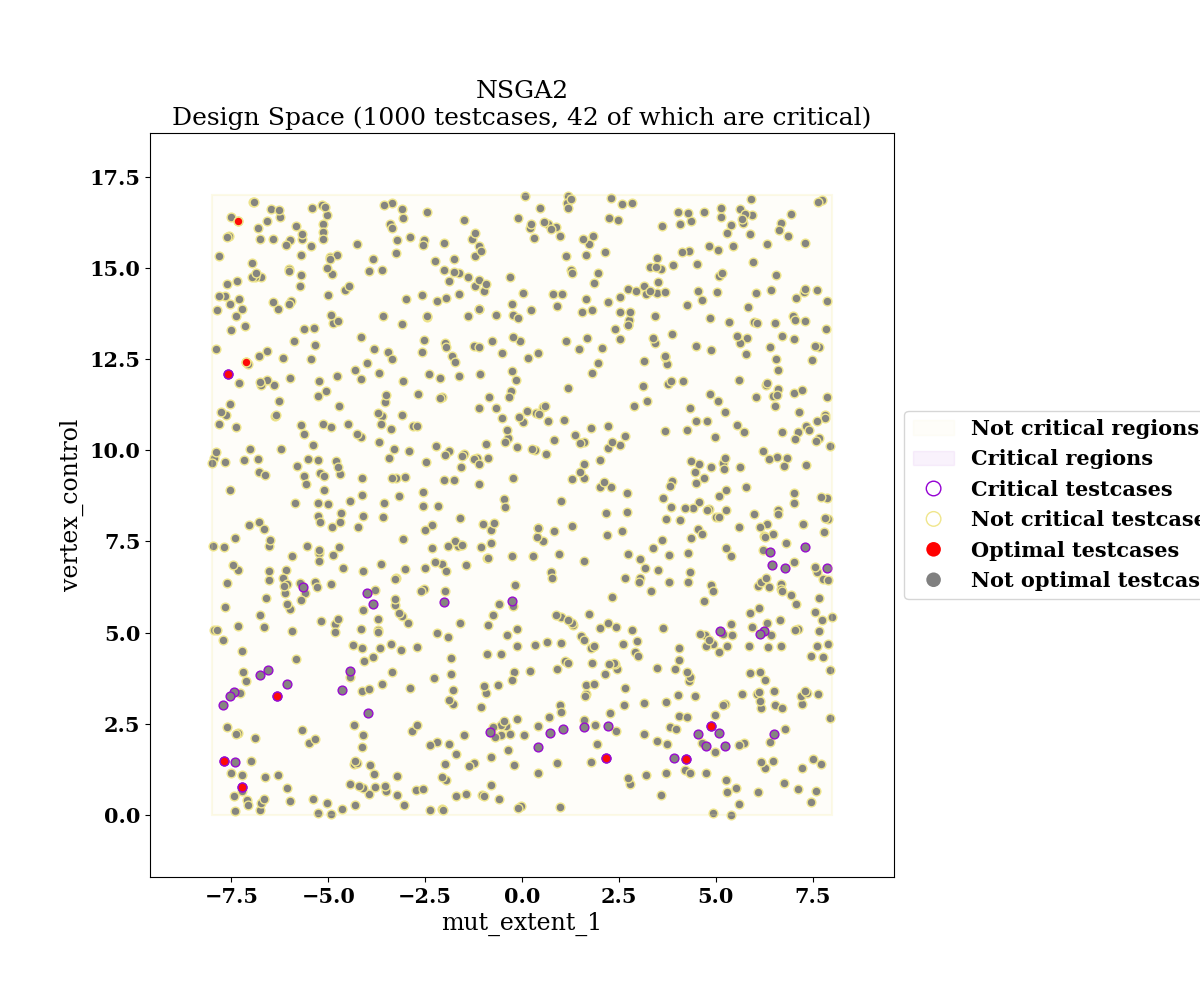 NSGA2
Design Space (1000 testcases, 42 of which are critical)
17.5
15.0
12.5
10.0
7.5
5.0
2.5
0.0
vertex_control
−7.5
−5.0
−2.5
0.0
2.5
5.0
7.5
mut_extent_1
Not critical regions
Critical regions
Critical testcases
Not critical testcase
Optimal testcases
Not optimal testcas